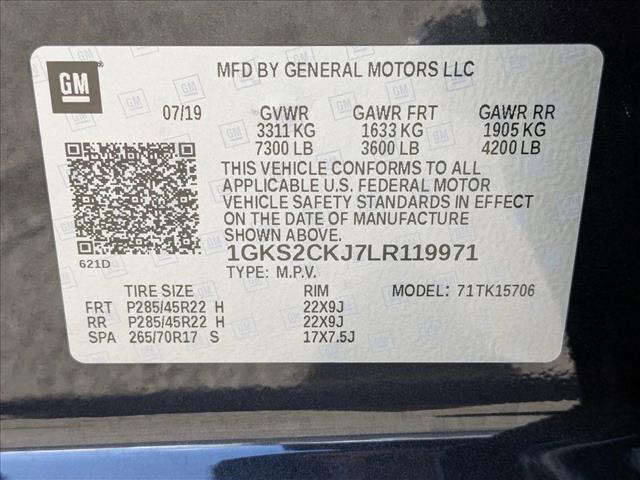 GM
MFD BY GENERAL MOTORS LLC
07/19 GVWR GAWR FRT GAWR RR
3311 KG 1633 KG 1905 KG
7300 LB 3600 LB 4200 LB
THIS VEHICLE CONFORMS TO ALL
APPLICABLE U.S. FEDERAL MOTOR
VEHICLE SAFETY STANDARDS IN EFFECT
ON THE DATE OF MANUFACTURE
SHOWN ABOVE.
621D
1GKS2CKJ7LR119971
TYPE: M.P.V.
TIRE SIZE RIM MODEL: 71TK15706
FRT P285/45R22 H 22X9J
RR P285/45R22 H 22X9J
SPA 265/70R17 S 17X7.5J